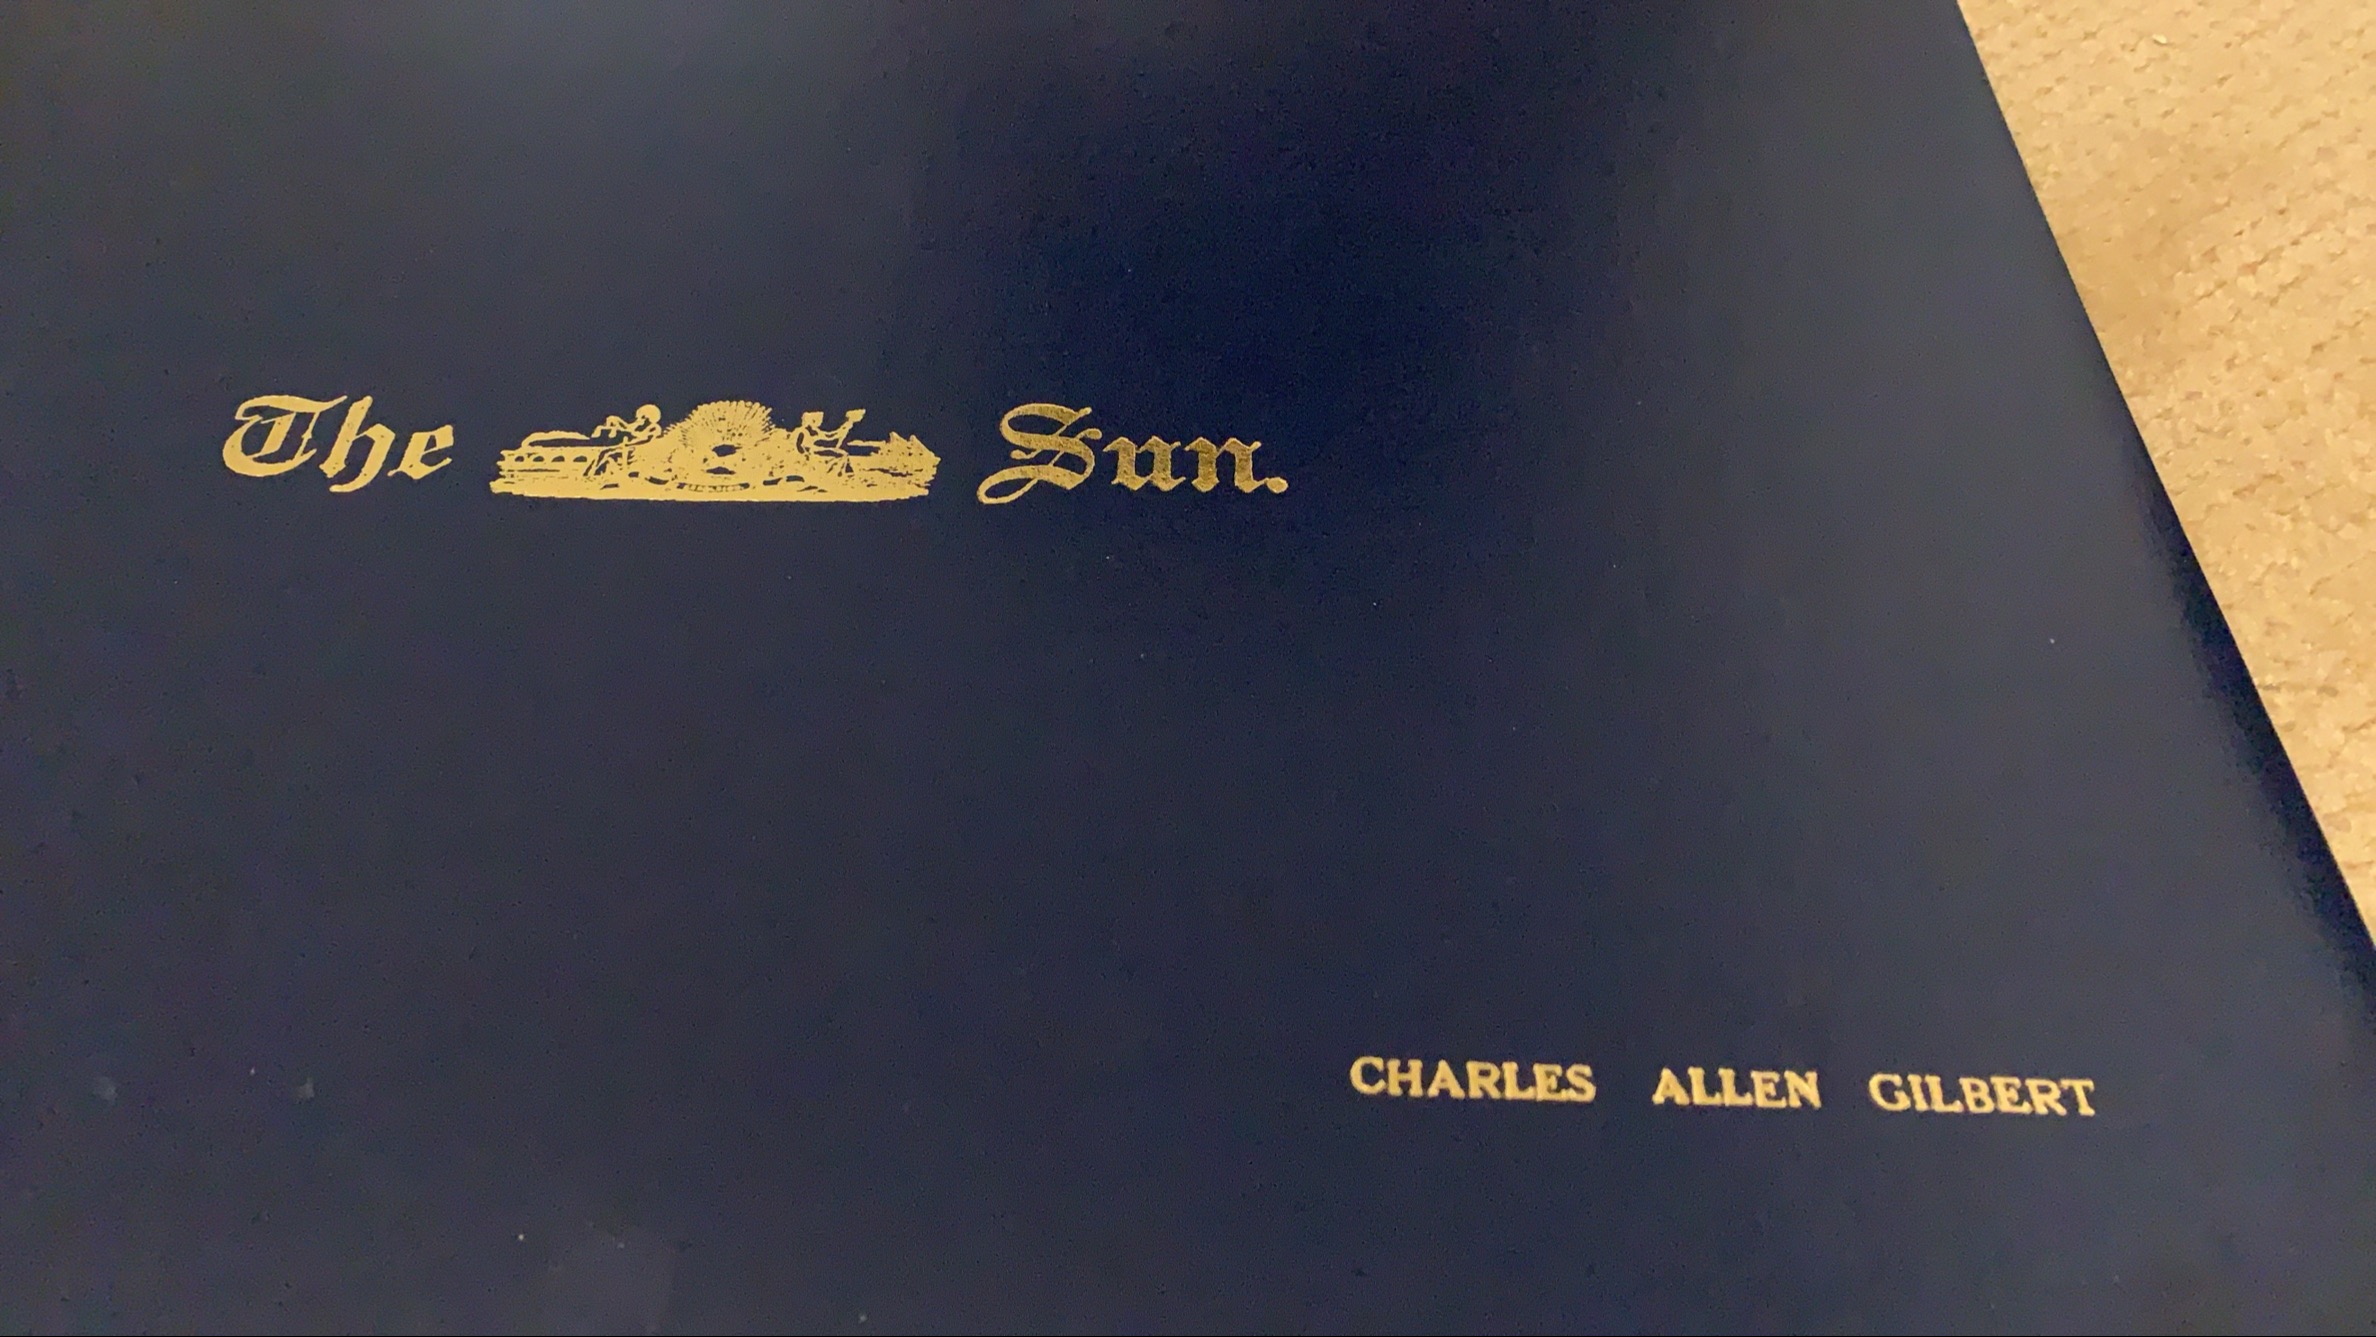 The Sun.
CHARLES ALLEN GILBERT